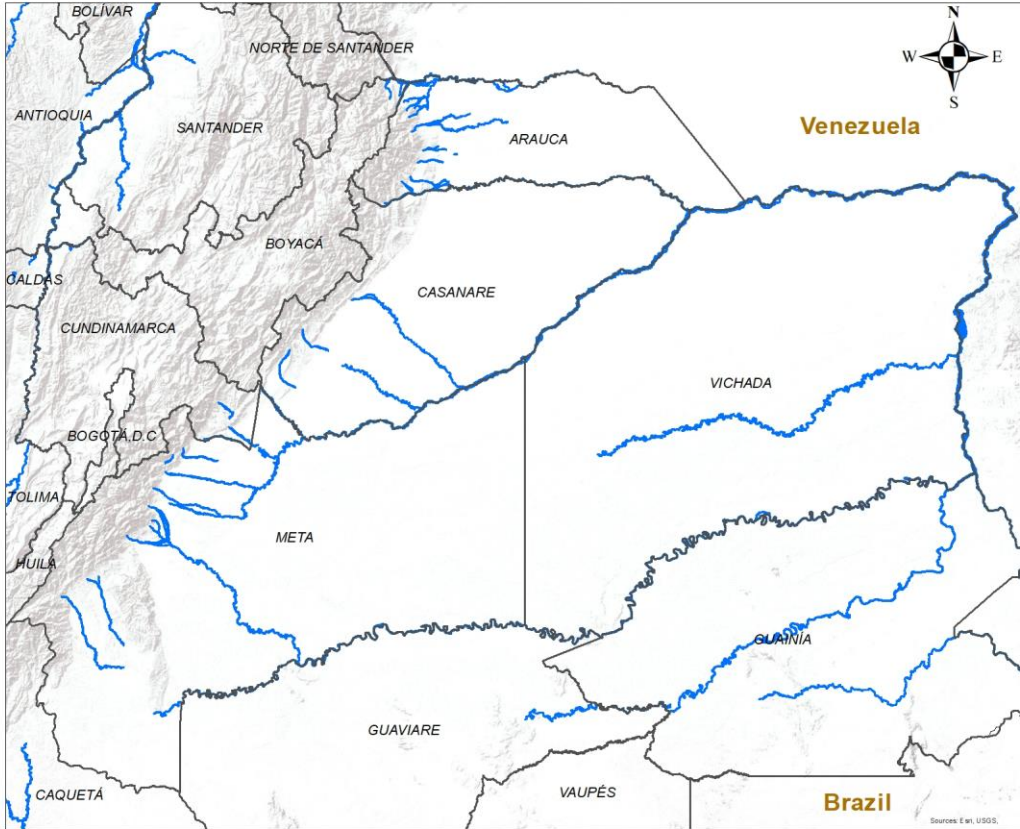 BOLÍVAR
N
NORTE DE SANTANDER
W
E
S
ANTIOQUIA
SANTANDER
ARAUCA
Venezuela
BOYACÁ
CALDAS
CASANARE
CUNDINAMARCA
VICHADA
BOGOTÁ,D.C
TOLIMA
META
HUILA
GUAINÍA
GUAVIARE
CAQUETÁ
VAUPÉS
Brazil
Sources: Esri, USGS,